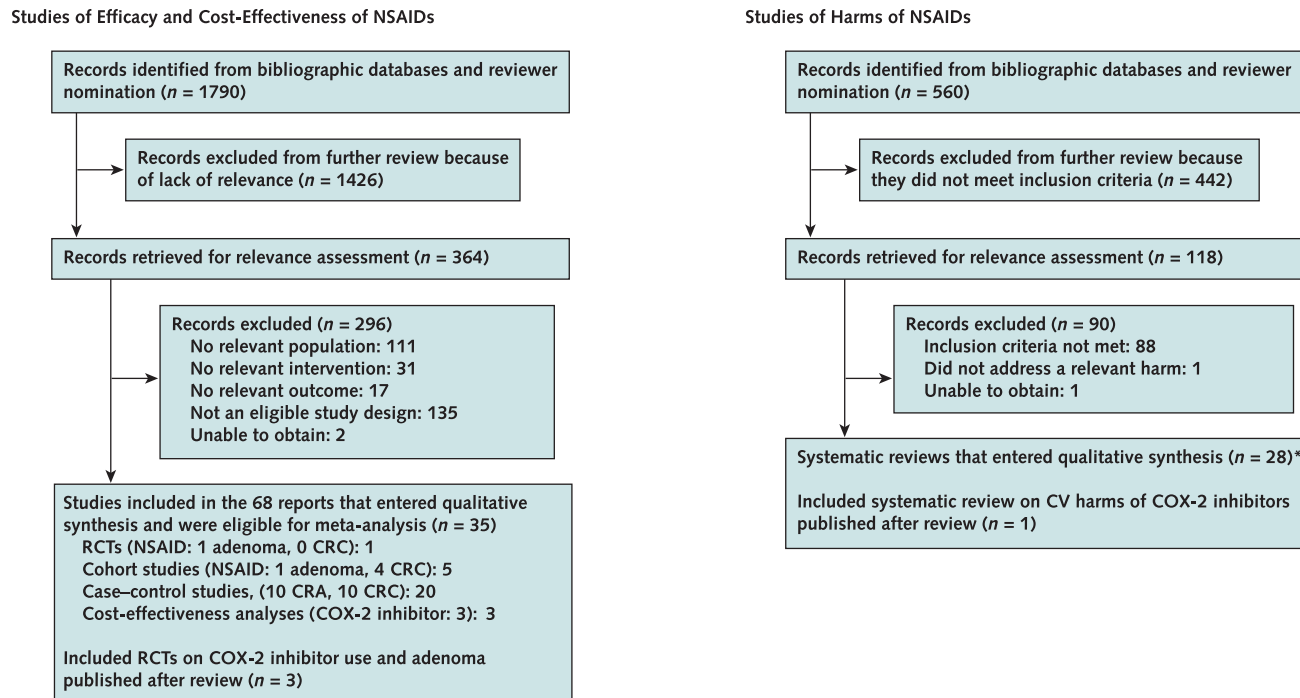 Studies of Efficacy and Cost-Effectiveness of NSAIDs
Records identified from bibliographic databases and reviewer
nomination (n = 1790)
Records excluded from further review because
of lack of relevance (n = 1426)
Records retrieved for relevance assessment (n = 364)
Records excluded (n = 296)
No relevant population: 111
No relevant intervention: 31
No relevant outcome: 17
Not an eligible study design: 135
Unable to obtain: 2
Studies included in the 68 reports that entered qualitative
synthesis and were eligible for meta-analysis (n = 35)
RCTs (NSAID: 1 adenoma, 0 CRC): 1
Cohort studies (NSAID: 1 adenoma, 4 CRC): 5
Case–control studies, (10 CRA, 10 CRC): 20
Cost-effectiveness analyses (COX-2 inhibitor: 3): 3
Included RCTs on COX-2 inhibitor use and adenoma
published after review (n = 3)
Studies of Harms of NSAIDs
Records identified from bibliographic databases and reviewer
nomination (n = 560)
Records excluded from further review because
they did not meet inclusion criteria (n = 442)
Records retrieved for relevance assessment (n = 118)
Records excluded (n = 90)
Inclusion criteria not met: 88
Did not address a relevant harm: 1
Unable to obtain: 1
Systematic reviews that entered qualitative synthesis (n = 28)*
Included systematic review on CV harms of COX-2 inhibitors
published after review (n = 1)